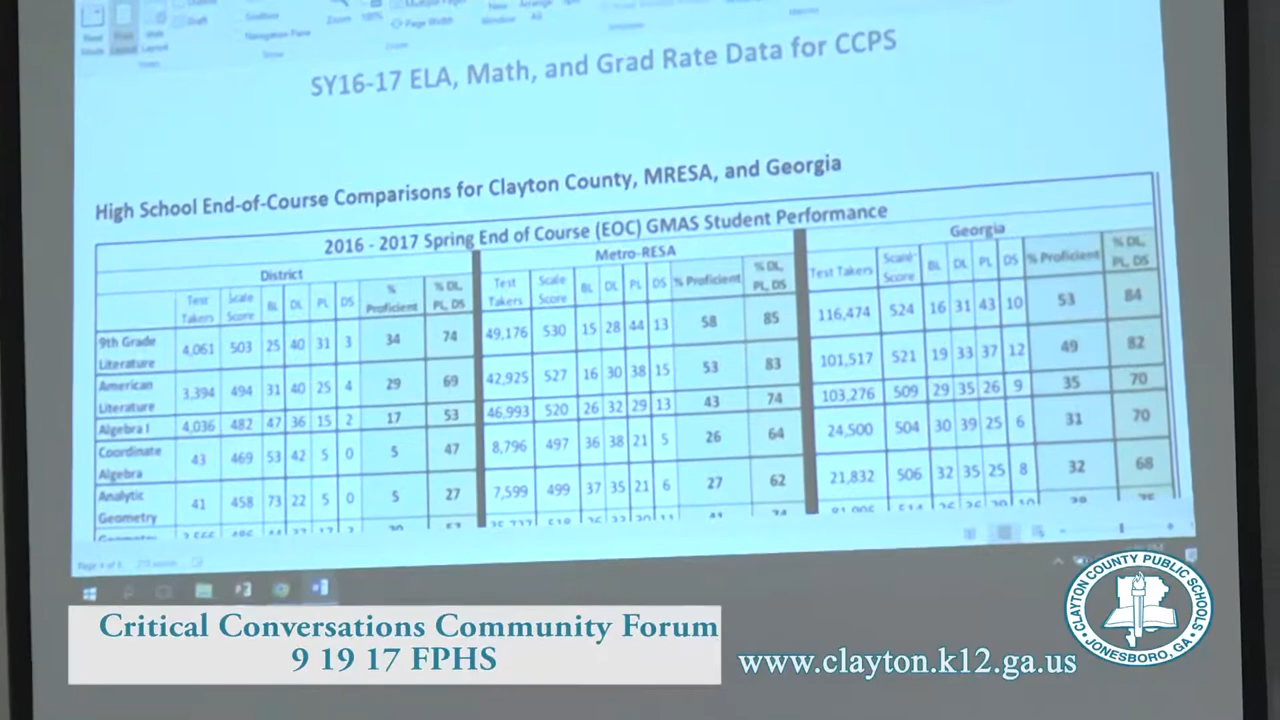 Page Width
Navigation Pane
Zoom
100%
SY16-17 ELA, Math, and Grad Rate Data for CCPS
High School End-of-Course Comparisons for Clayton County, MRESA, and Georgia
2016 - 2017 Spring End of Course (EOC) GMAS Student Performance
District Metro-RESA Georgia
Test Takers Scale Score BL DL PL DS % Proficient % DL, PL, DS Test Takers Scale Score BL DL PL DS % Proficient % DL, PL, DS Test Takers Scale Score BL DL PL DS % Proficient % DL, PL, DS
9th Grade Literature 4,061 503 25 40 31 3 34 74 49,176 530 15 28 44 13 58 85 116,474 524 16 31 43 10 53 84
American Literature 3,394 494 31 40 25 4 29 69 42,925 527 16 30 38 15 53 83 101,517 521 19 33 37 12 49 82
Algebra I 4,036 482 47 36 15 2 17 53 46,993 520 26 32 29 13 43 74 103,276 509 29 35 26 9 35 70
Coordinate Algebra 43 469 53 42 5 0 5 47 8,796 497 36 38 21 5 26 64 24,500 504 30 39 25 6 31 70
Analytic Geometry 41 458 73 22 5 0 5 27 7,599 499 37 35 21 6 27 62 21,832 506 32 35 25 8 32 68
Geometry
Critical Conversations Community Forum
9 19 17 FPHS
www.clayton.k12.ga.us
CLAYTON COUNTY PUBLIC SCHOOLS
JONESBORO, GA